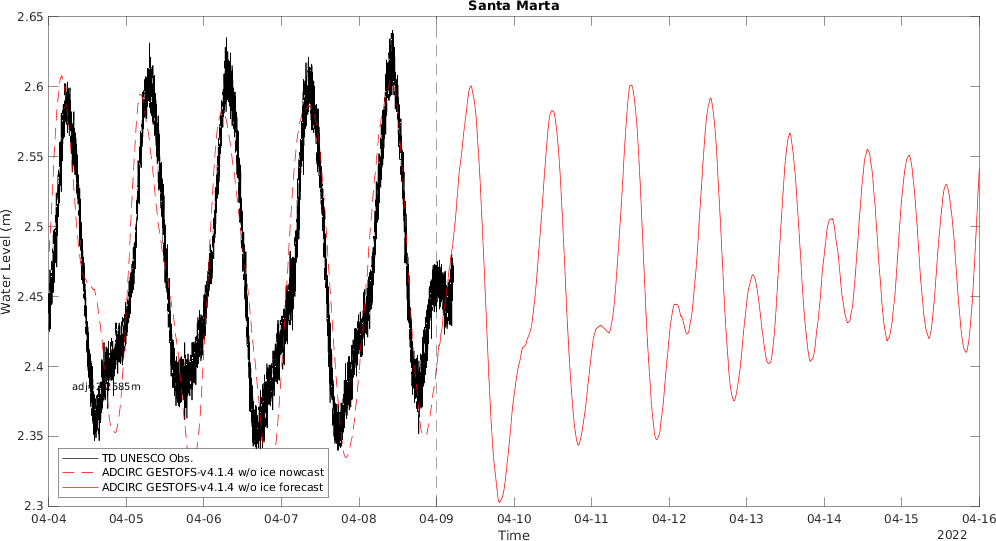 Santa Marta
Water Level (m)
2.65
2.6
2.55
2.5
2.45
2.4
2.35
2.3
TD UNESCO Obs.
ADCIRC GESTOFS-v4.1.4 w/o ice nowcast
ADCIRC GESTOFS-v4.1.4 w/o ice forecast
04-04 04-05 04-06 04-07 04-08 04-09 04-10 04-11 04-12 04-13 04-14 04-15 04-16
Time
2022